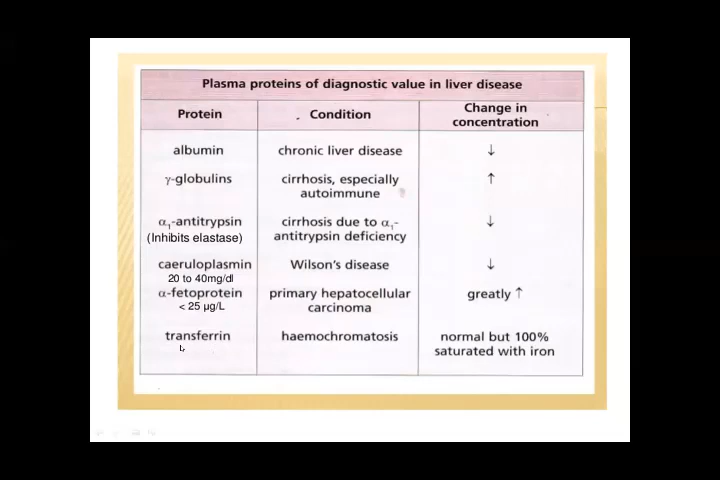 Plasma proteins of diagnostic value in liver disease
Protein
Condition
Change in
concentration
albumin
chronic liver disease
↓
γ-globulins
cirrhosis, especially
autoimmune
↑
α₁-antitrypsin
(Inhibits elastase)
cirrhosis due to α₁-
antitrypsin deficiency
↓
caeruloplasmin
20 to 40mg/dl
Wilson's disease
↓
α-fetoprotein
< 25 µg/L
primary hepatocellular
carcinoma
greatly ↑
transferrin
haemochromatosis
normal but 100%
saturated with iron